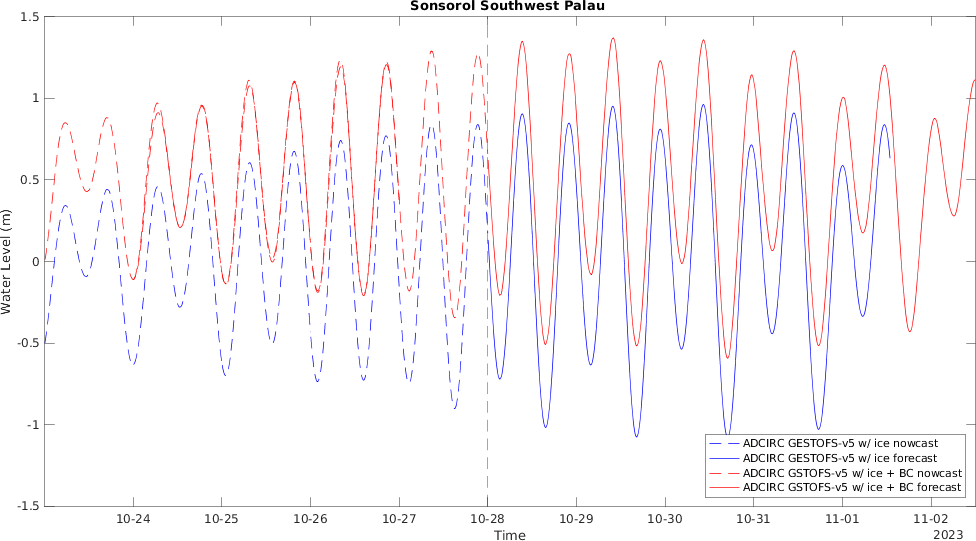 Sonsorol Southwest Palau
1.5
1
0.5
0
-0.5
-1
-1.5
Water Level (m)
ADCIRC GESTOFS-v5 w/ ice nowcast
ADCIRC GESTOFS-v5 w/ ice forecast
ADCIRC GSTOFS-v5 w/ ice + BC nowcast
ADCIRC GSTOFS-v5 w/ ice + BC forecast
10-24 10-25 10-26 10-27 10-28 10-29 10-30 10-31 11-01 11-02
Time
2023